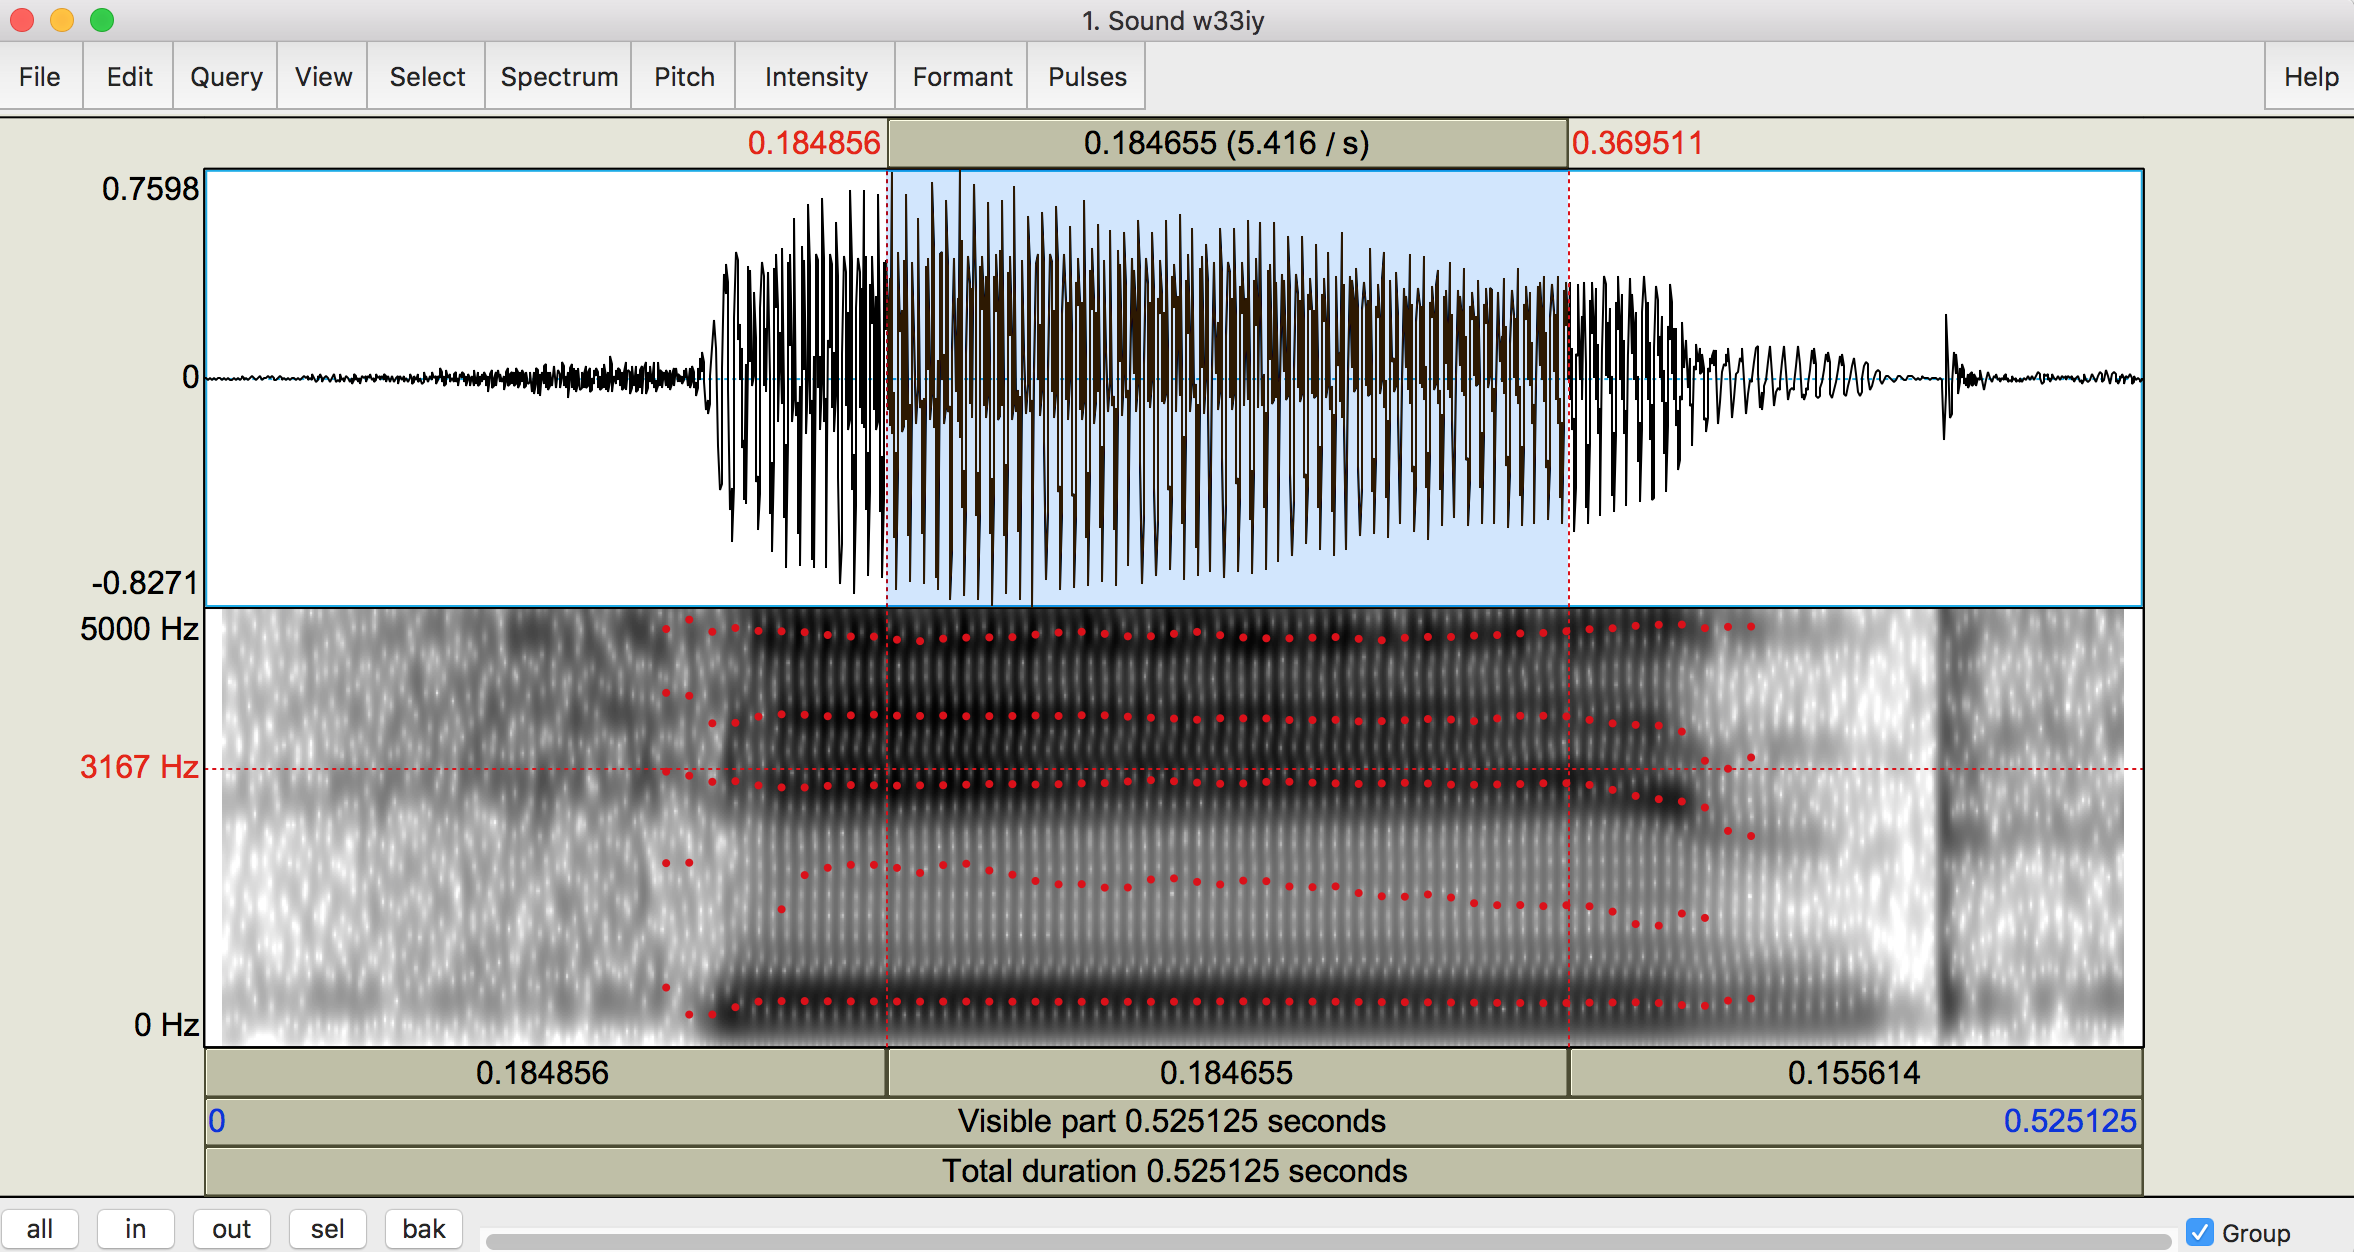 1. Sound w33iy
File Edit Query View Select Spectrum Pitch Intensity Formant Pulses Help
0.184856 0.184655 (5.416 / s) 0.369511
0.7598
0
-0.8271
5000 Hz
3167 Hz
0 Hz
0.184856 0.184655 0.155614
0 Visible part 0.525125 seconds 0.525125
Total duration 0.525125 seconds
all in out sel bak Group